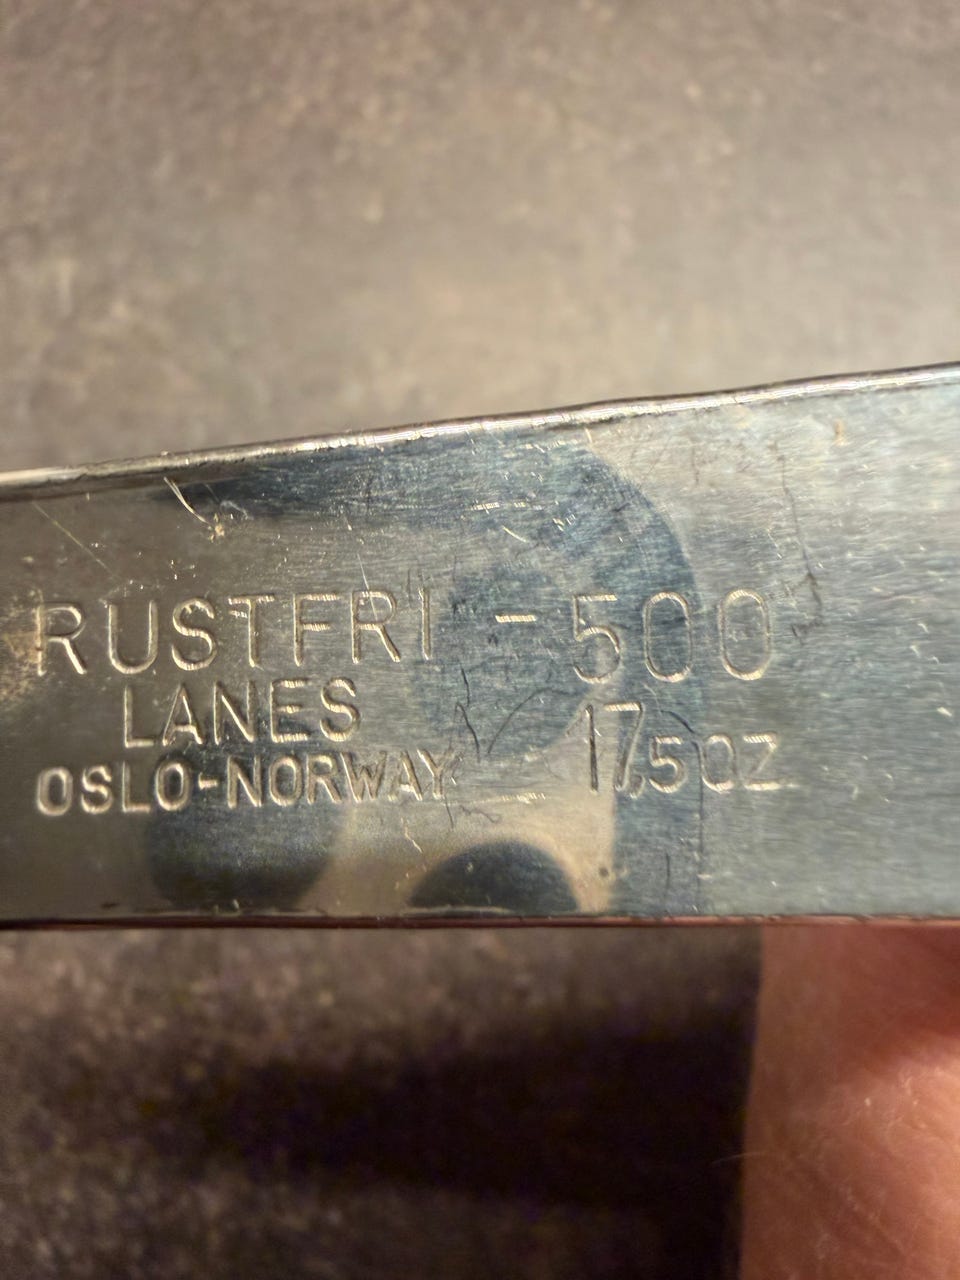 RUSTFRI - 500
LANES 17,5 OZ
OSLO-NORWAY